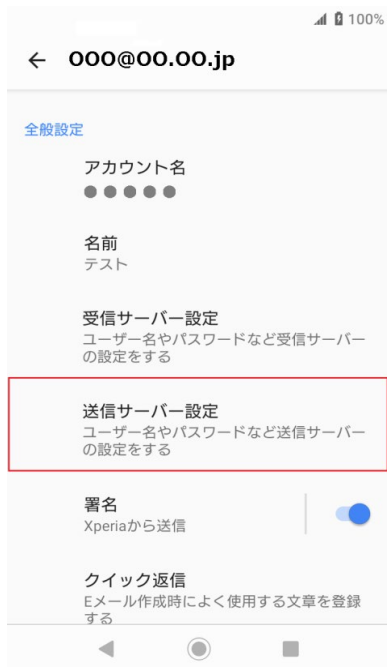 100%
← OOO@OO.OO.jp
全般設定
アカウント名
●●●●●
名前
テスト
受信サーバー設定
ユーザー名やパスワードなど受信サーバー
の設定をする
送信サーバー設定
ユーザー名やパスワードなど送信サーバー
の設定をする
署名
Xperiaから送信
クイック返信
Eメール作成時によく使用する文章を登録
する